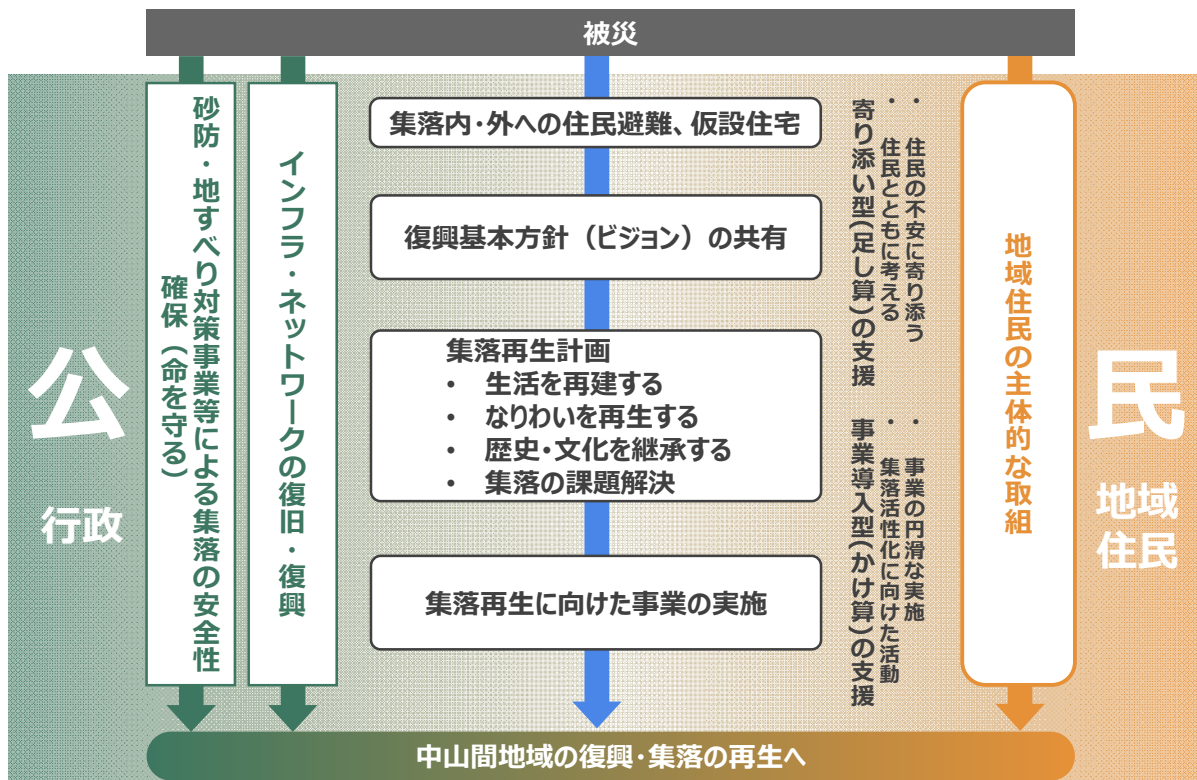 被災
公
行政
砂防・地すべり対策事業等による集落の安全性
確保（命を守る）
インフラ・ネットワークの復旧・復興
集落内・外への住民避難、仮設住宅
復興基本方針（ビジョン）の共有
集落再生計画
・ 生活を再建する
・ なりわいを再生する
・ 歴史・文化を継承する
・ 集落の課題解決
集落再生に向けた事業の実施
・ 住民の不安に寄り添う
・ 住民とともに考える
寄り添い型(足し算)の支援
・ 事業の円滑な実施
・ 集落活性化に向けた活動
事業導入型(かけ算)の支援
地域住民の主体的な取組
民
地域
住民
中山間地域の復興・集落の再生へ